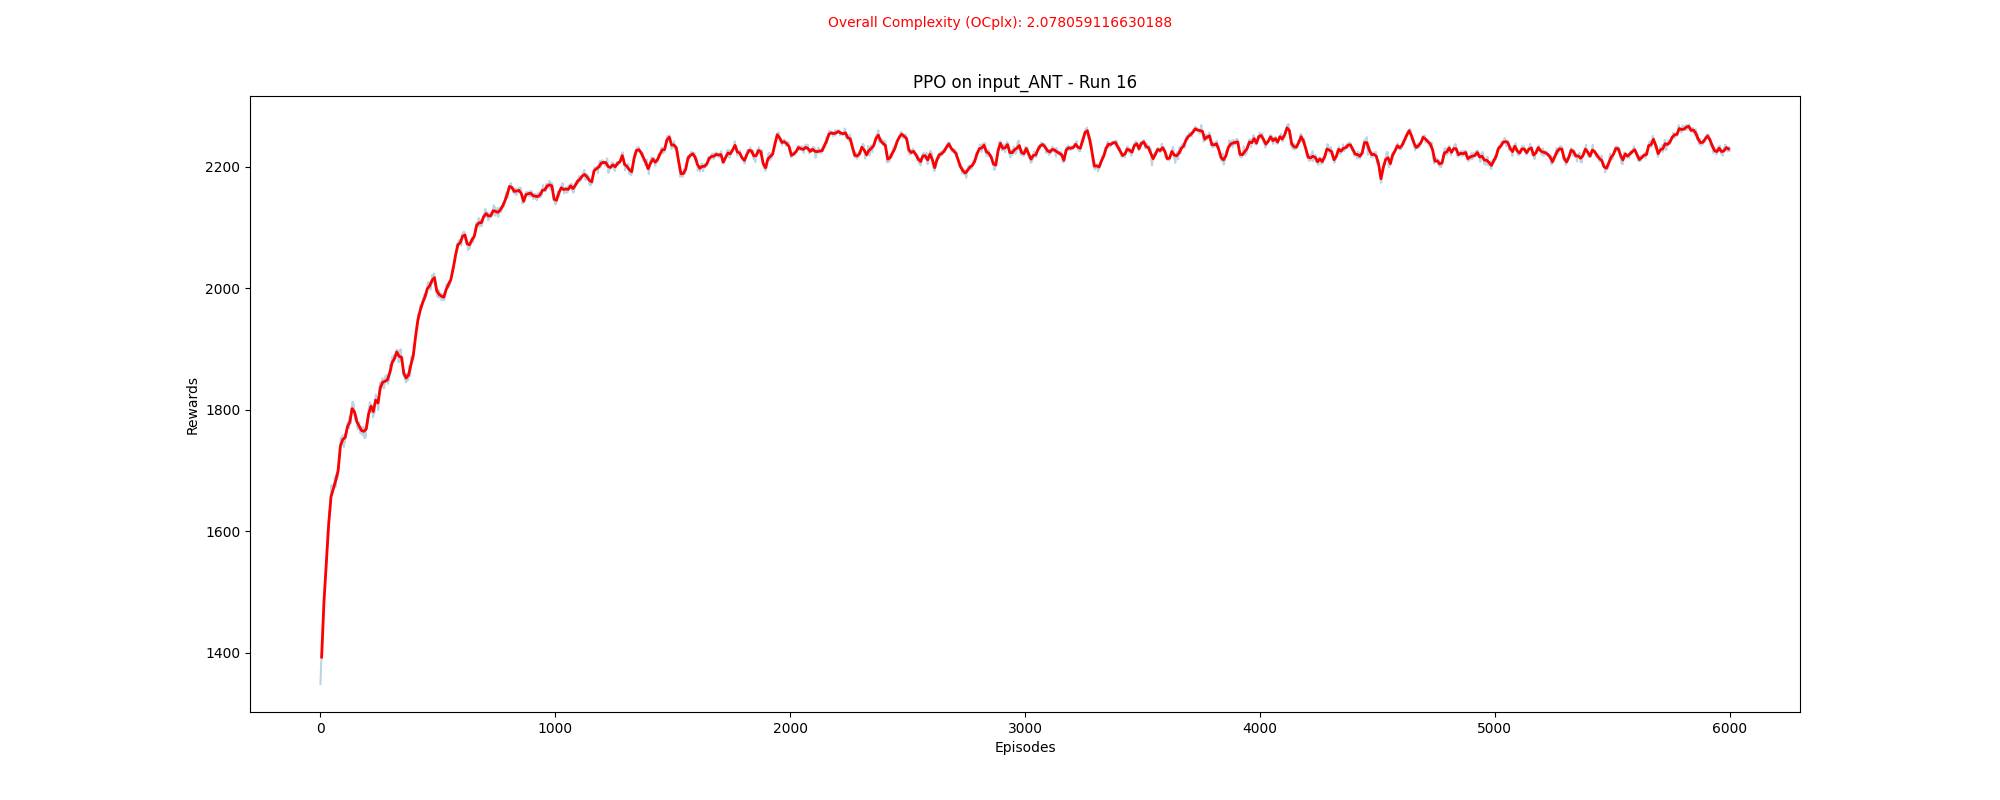 Overall Complexity (OCplx): 2.078059116630188
PPO on input_ANT - Run 16
Rewards
2200
2000
1800
1600
1400
0 1000 2000 3000 4000 5000 6000
Episodes